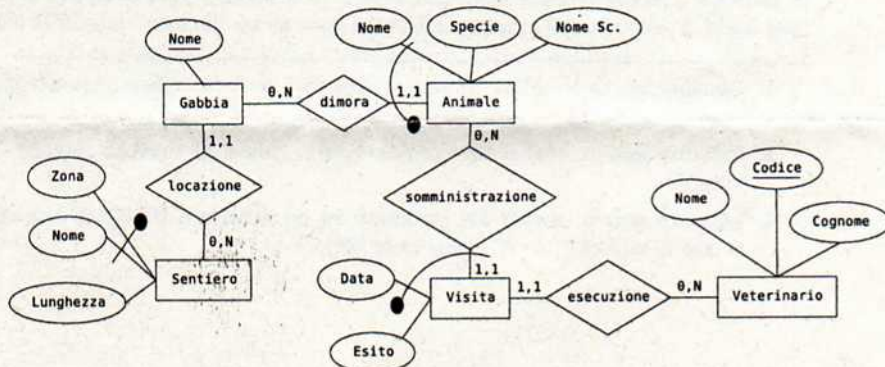 Nome
Nome
Specie
Nome Sc.
Gabbia
0,N
dimora
1,1
Animale
1,1
0,N
Zona
locazione
Codice
Nome
somministrazione
Nome
Cognome
0,N
Lunghezza
Sentiero
Data
1,1
Visita
1,1
esecuzione
0,N
Veterinario
Esito